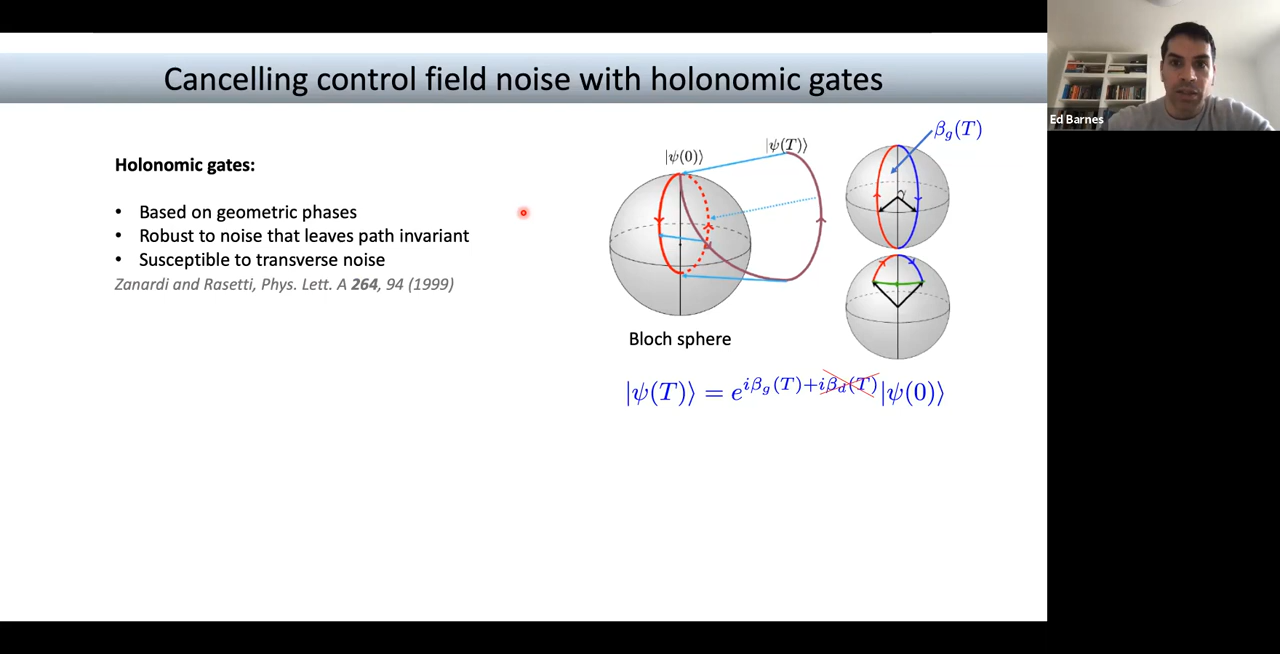 Cancelling control field noise with holonomic gates
Ed Barnes
Holonomic gates:
• Based on geometric phases
• Robust to noise that leaves path invariant
• Susceptible to transverse noise
Zanardi and Rasetti, Phys. Lett. A 264, 94 (1999)
|ψ(0)⟩
|ψ(T)⟩
β_g(T)
Bloch sphere
|ψ(T)⟩ = e^{iβ_g(T)+iβ_d(T)}|ψ(0)⟩